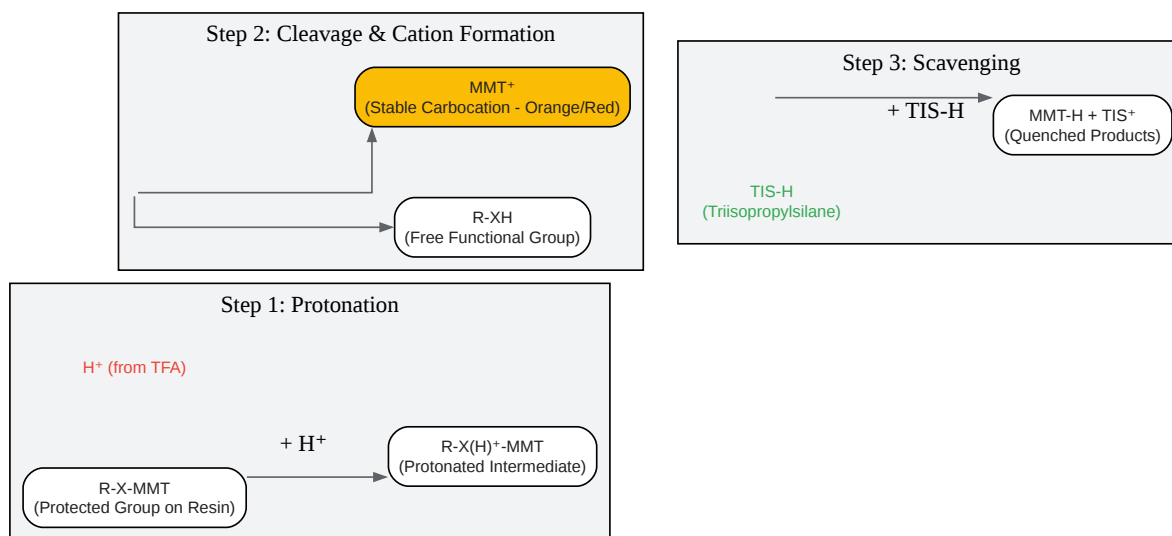 Step 2: Cleavage & Cation Formation
MMT⁺
(Stable Carbocation - Orange/Red)
R-XH
(Free Functional Group)
Step 3: Scavenging
+ TIS-H
MMT-H + TIS⁺
(Quenched Products)
TIS-H
(Triisopropylsilane)
Step 1: Protonation
H⁺ (from TFA)
+ H⁺
R-X(H)⁺-MMT
(Protonated Intermediate)
R-X-MMT
(Protected Group on Resin)